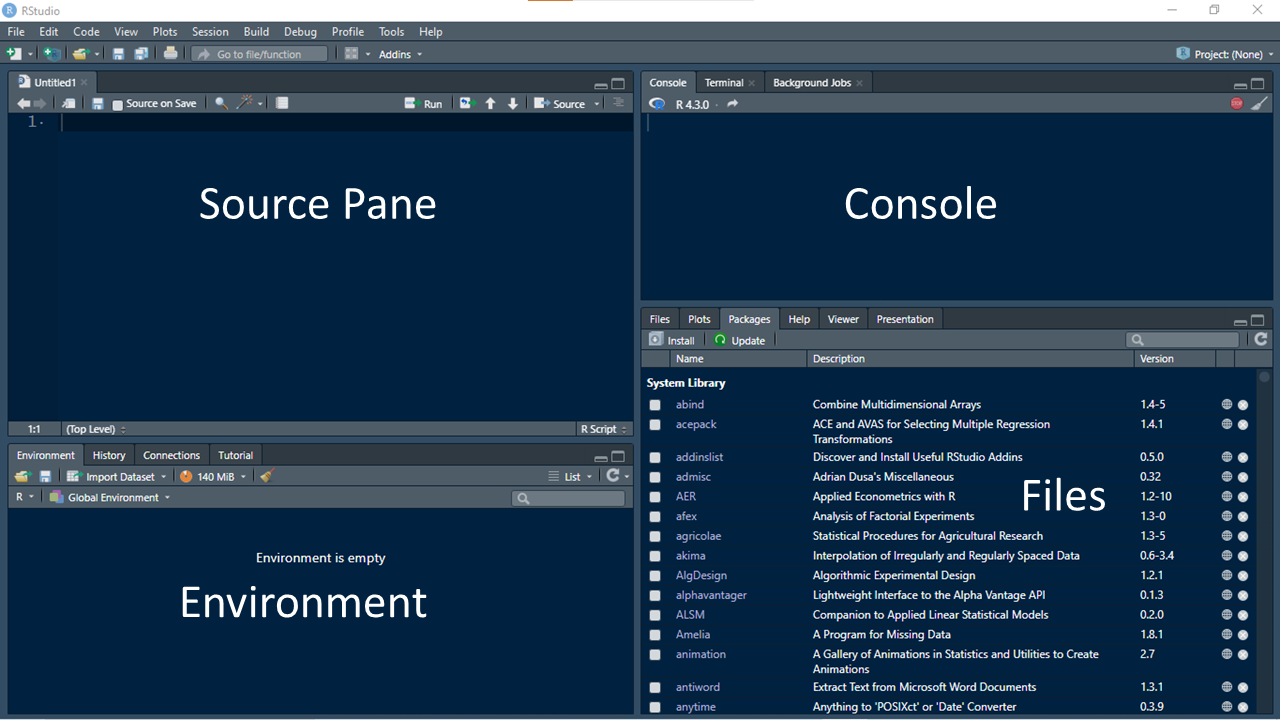 RStudio
File Edit Code View Plots Session Build Debug Profile Tools Help
Go to file/function Addins Project: (None)
Untitled1
Source on Save Run Source
1
Source Pane
1:1 (Top Level) R Script
Console Terminal Background Jobs
R 4.3.0 ·
Console
Environment History Connections Tutorial
Import Dataset 140 MiB List
R Global Environment
Environment is empty
Environment
Files Plots Packages Help Viewer Presentation
Install Update
Name Description Version
System Library
abind Combine Multidimensional Arrays 1.4-5
acepack ACE and AVAS for Selecting Multiple Regression 1.4.1
Transformations
addinslist Discover and Install Useful RStudio Addins 0.5.0
admisc Adrian Dusa's Miscellaneous 0.32
AER Applied Econometrics with R 1.2-10
Files
afex Analysis of Factorial Experiments 1.3-0
agricolae Statistical Procedures for Agricultural Research 1.3-5
akima Interpolation of Irregularly and Regularly Spaced Data 0.6-3.4
AlgDesign Algorithmic Experimental Design 1.2.1
alphavantager Lightweight Interface to the Alpha Vantage API 0.1.3
ALSM Companion to Applied Linear Statistical Models 0.2.0
Amelia A Program for Missing Data 1.8.1
animation A Gallery of Animations in Statistics and Utilities to Create 2.7
Animations
antiword Extract Text from Microsoft Word Documents 1.3.1
anytime Anything to 'POSIXct' or 'Date' Converter 0.3.9